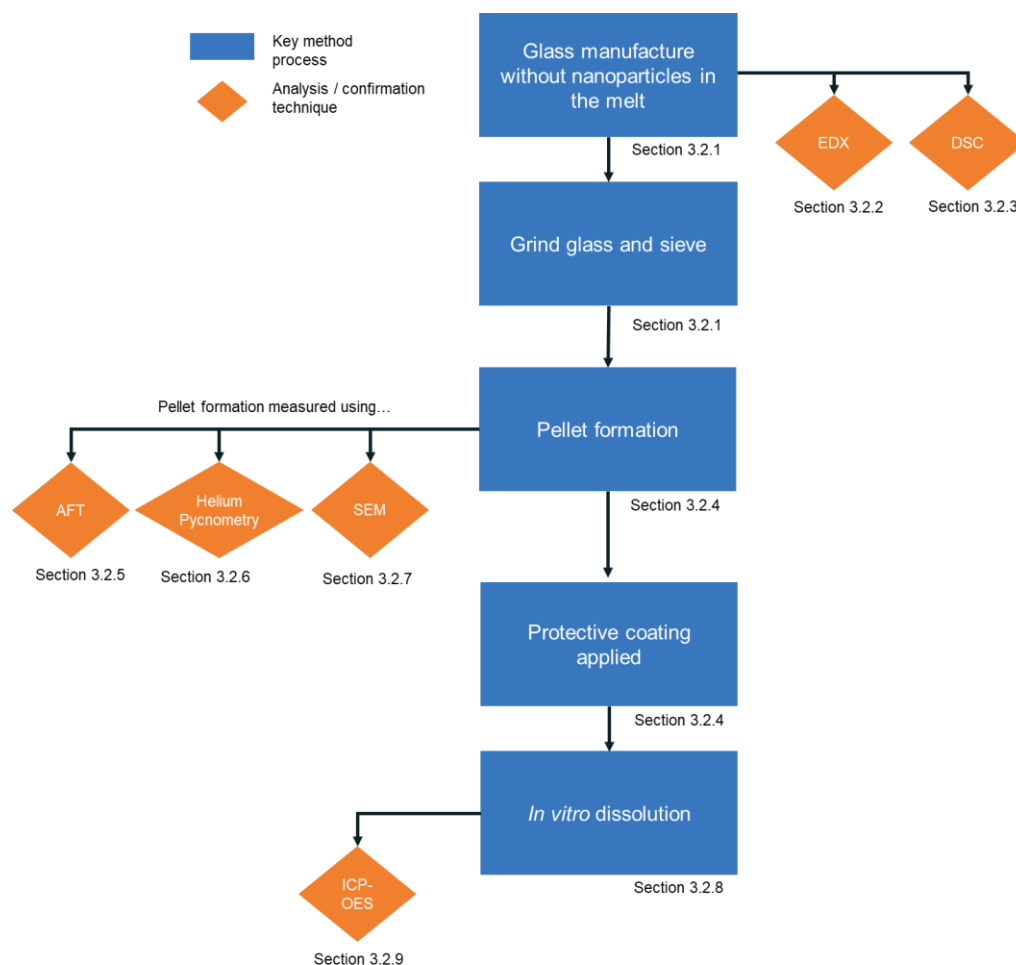 Key method
process
Analysis / confirmation
technique
Glass manufacture
without nanoparticles in
the melt
Section 3.2.1
EDX
DSC
Section 3.2.2
Section 3.2.3
Grind glass and sieve
Section 3.2.1
Pellet formation measured using…
Pellet formation
Section 3.2.4
AFT
Helium
Pycnometry
SEM
Section 3.2.5
Section 3.2.6
Section 3.2.7
Protective coating
applied
Section 3.2.4
In vitro dissolution
Section 3.2.8
ICP-
OES
Section 3.2.9